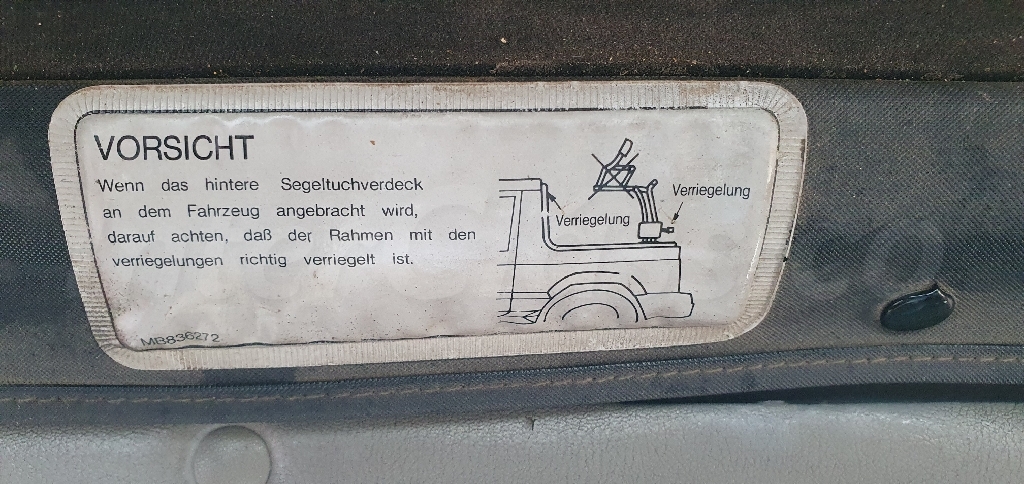 VORSICHT
Wenn das hintere Segeltuchverdeck
an dem Fahrzeug angebracht wird,
darauf achten, daß der Rahmen mit den
verriegelungen richtig verriegelt ist.
Verriegelung
Verriegelung
MB836272